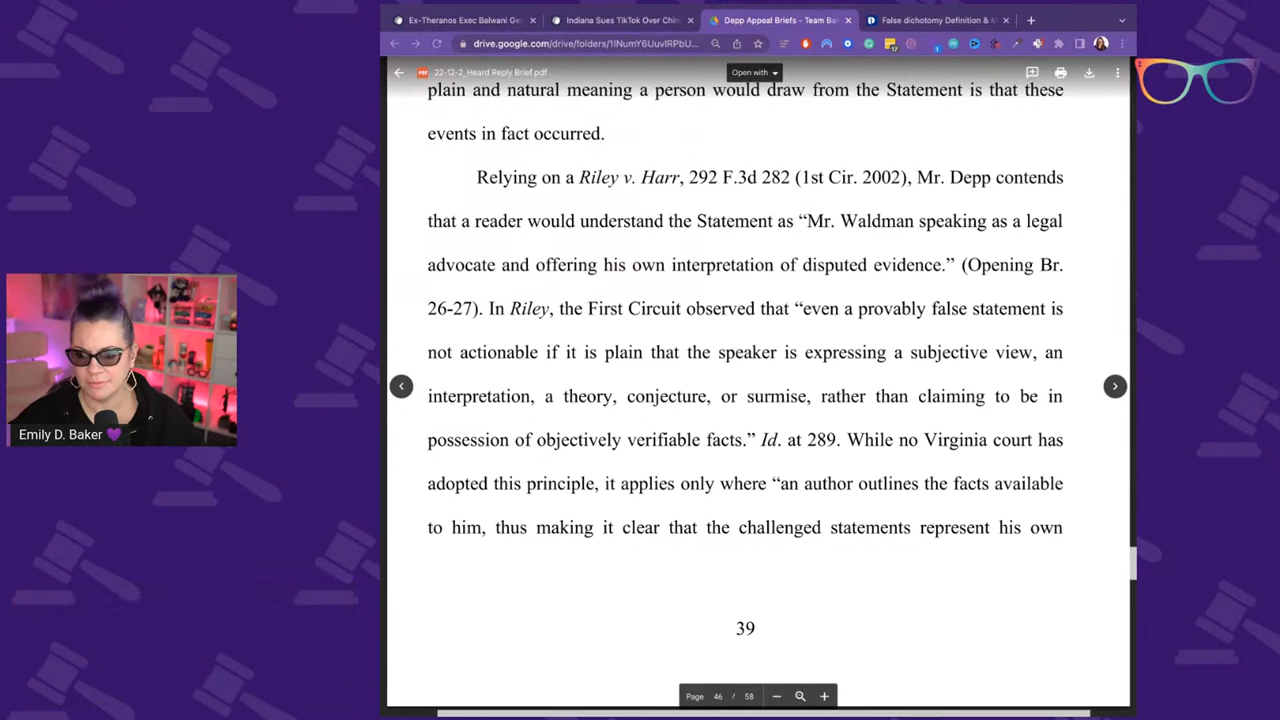 Ex-Theranos Exec Balwani Ge
Indiana Sues TikTok Over Chin
Depp Appeal Briefs - Team Ba
False dichotomy Definition & M
drive.google.com/drive/folders/1INumY6UuvIRPbU...
22-12-2_Heard Reply Brief.pdf
Open with
plain and natural meaning a person would draw from the Statement is that these
events in fact occurred.
Relying on a Riley v. Harr, 292 F.3d 282 (1st Cir. 2002), Mr. Depp contends
that a reader would understand the Statement as “Mr. Waldman speaking as a legal
advocate and offering his own interpretation of disputed evidence.” (Opening Br.
26-27). In Riley, the First Circuit observed that “even a provably false statement is
not actionable if it is plain that the speaker is expressing a subjective view, an
interpretation, a theory, conjecture, or surmise, rather than claiming to be in
possession of objectively verifiable facts.” Id. at 289. While no Virginia court has
adopted this principle, it applies only where “an author outlines the facts available
to him, thus making it clear that the challenged statements represent his own
39
Page 46 / 58
Emily D. Baker 💜